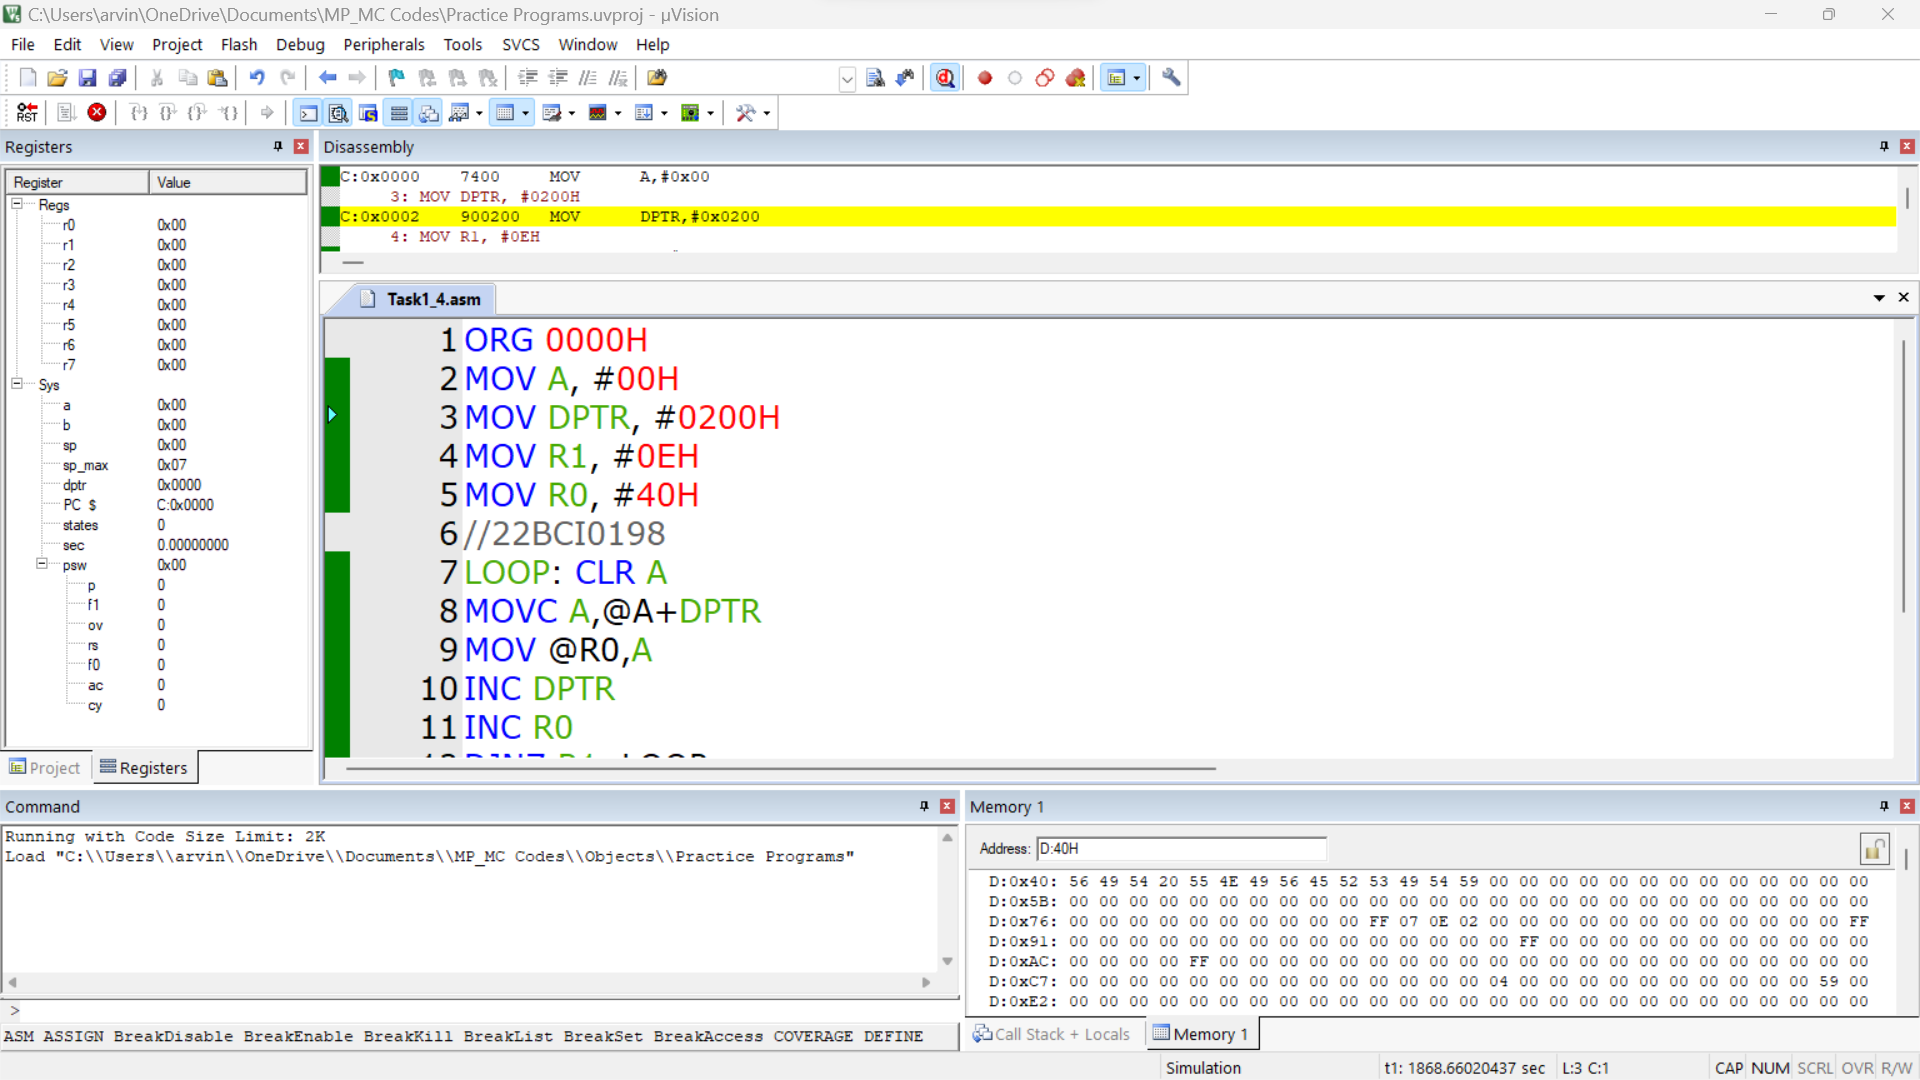 C:\Users\arvin\OneDrive\Documents\MP_MC Codes\Practice Programs.uvproj - µVision
File Edit View Project Flash Debug Peripherals Tools SVCS Window Help
RST
Registers
Register Value
Regs
r0 0x00
r1 0x00
r2 0x00
r3 0x00
r4 0x00
r5 0x00
r6 0x00
r7 0x00
Sys
a 0x00
b 0x00
sp 0x00
sp_max 0x07
dptr 0x0000
PC $ C:0x0000
states 0
sec 0.00000000
psw 0x00
p 0
f1 0
ov 0
rs 0
f0 0
ac 0
cy 0
Project Registers
Disassembly
C:0x0000 7400 MOV A,#0x00
3: MOV DPTR, #0200H
C:0x0002 900200 MOV DPTR,#0x0200
4: MOV R1, #0EH
Task1_4.asm
1 ORG 0000H
2 MOV A, #00H
3 MOV DPTR, #0200H
4 MOV R1, #0EH
5 MOV R0, #40H
6 //22BCI0198
7 LOOP: CLR A
8 MOVC A,@A+DPTR
9 MOV @R0,A
10 INC DPTR
11 INC R0
Command
Running with Code Size Limit: 2K
Load "C:\\Users\\arvin\\OneDrive\\Documents\\MP_MC Codes\\Objects\\Practice Programs"
>
ASM ASSIGN BreakDisable BreakEnable BreakKill BreakList BreakSet BreakAccess COVERAGE DEFINE
Memory 1
Address: D:40H
D:0x40: 56 49 54 20 55 4E 49 56 45 52 53 49 54 59 00 00 00 00 00 00 00 00 00 00 00 00 00
D:0x5B: 00 00 00 00 00 00 00 00 00 00 00 00 00 00 00 00 00 00 00 00 00 00 00 00 00 00 00
D:0x76: 00 00 00 00 00 00 00 00 00 00 FF 07 0E 02 00 00 00 00 00 00 00 00 00 00 00 00 FF
D:0x91: 00 00 00 00 00 00 00 00 00 00 00 00 00 00 00 FF 00 00 00 00 00 00 00 00 00 00 00
D:0xAC: 00 00 00 00 FF 00 00 00 00 00 00 00 00 00 00 00 00 00 00 00 00 00 00 00 00 00 00
D:0xC7: 00 00 00 00 00 00 00 00 00 00 00 00 00 00 04 00 00 00 00 00 00 00 00 00 00 59 00
D:0xE2: 00 00 00 00 00 00 00 00 00 00 00 00 00 00 00 00 00 00 00 00 00 00 00 00 00 00 00
Call Stack + Locals Memory 1
Simulation t1: 1868.66020437 sec L:3 C:1 CAP NUM SCRL OVR R/W